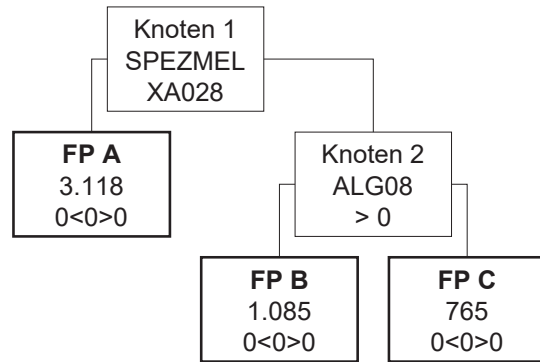 Knoten 1
SPEZMEL
XA028
FP A
3.118
0<0>0
Knoten 2
ALG08
> 0
FP B
1.085
0<0>0
FP C
765
0<0>0